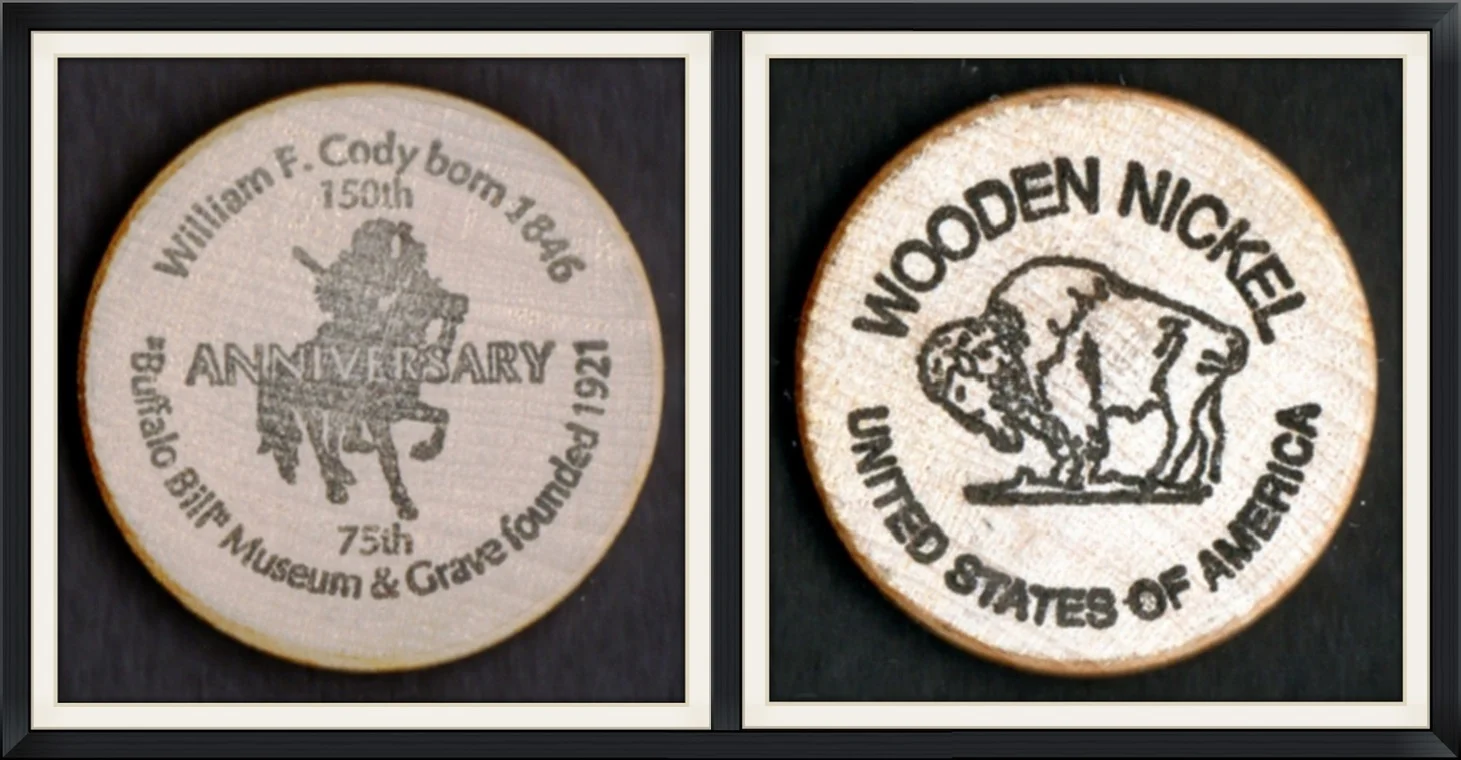 William F. Cody born 1846
150th
ANNIVERSARY
75th
"Buffalo Bill" Museum & Grave founded 1921
WOODEN NICKEL
UNITED STATES OF AMERICA